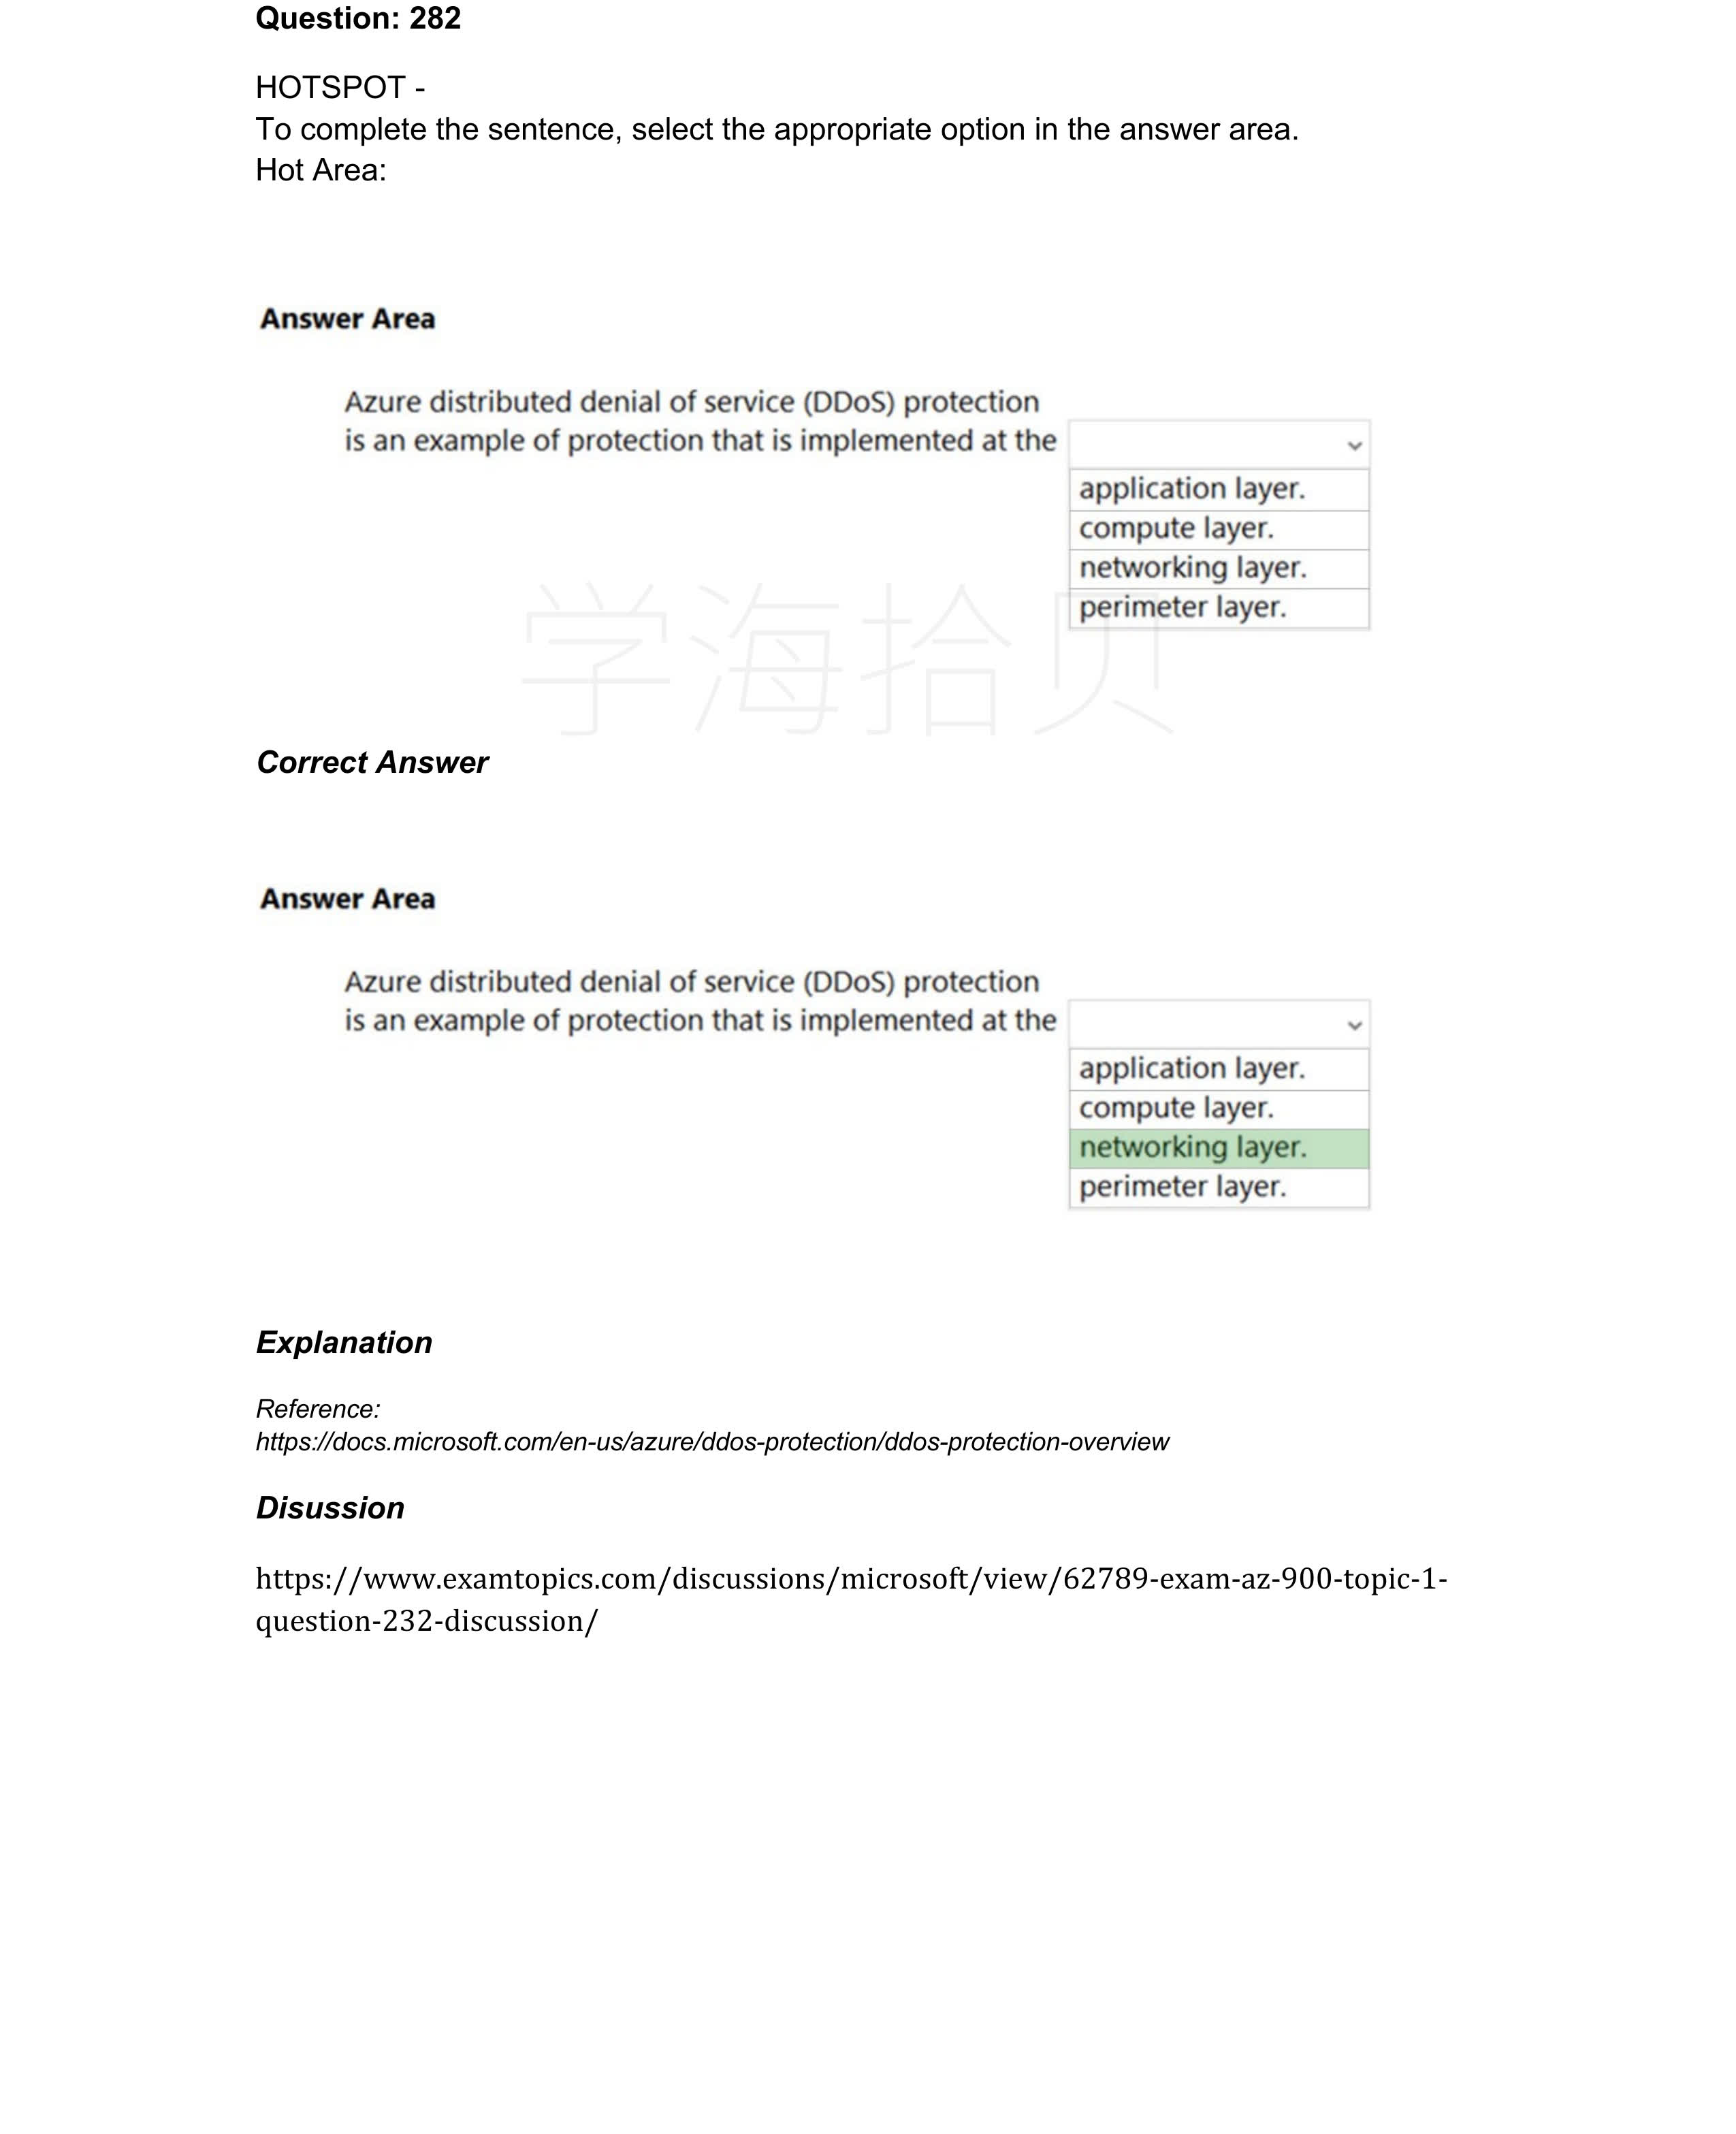 Question: 282
HOTSPOT -
To complete the sentence, select the appropriate option in the answer area.
Hot Area:
Answer Area
Azure distributed denial of service (DDoS) protection
is an example of protection that is implemented at the
application layer.
compute layer.
networking layer.
perimeter layer.
学海拾贝
Correct Answer
Answer Area
Azure distributed denial of service (DDoS) protection
is an example of protection that is implemented at the
application layer.
compute layer.
networking layer.
perimeter layer.
Explanation
Reference:
https://docs.microsoft.com/en-us/azure/ddos-protection/ddos-protection-overview
Disussion
https://www.examtopics.com/discussions/microsoft/view/62789-exam-az-900-topic-1-
question-232-discussion/